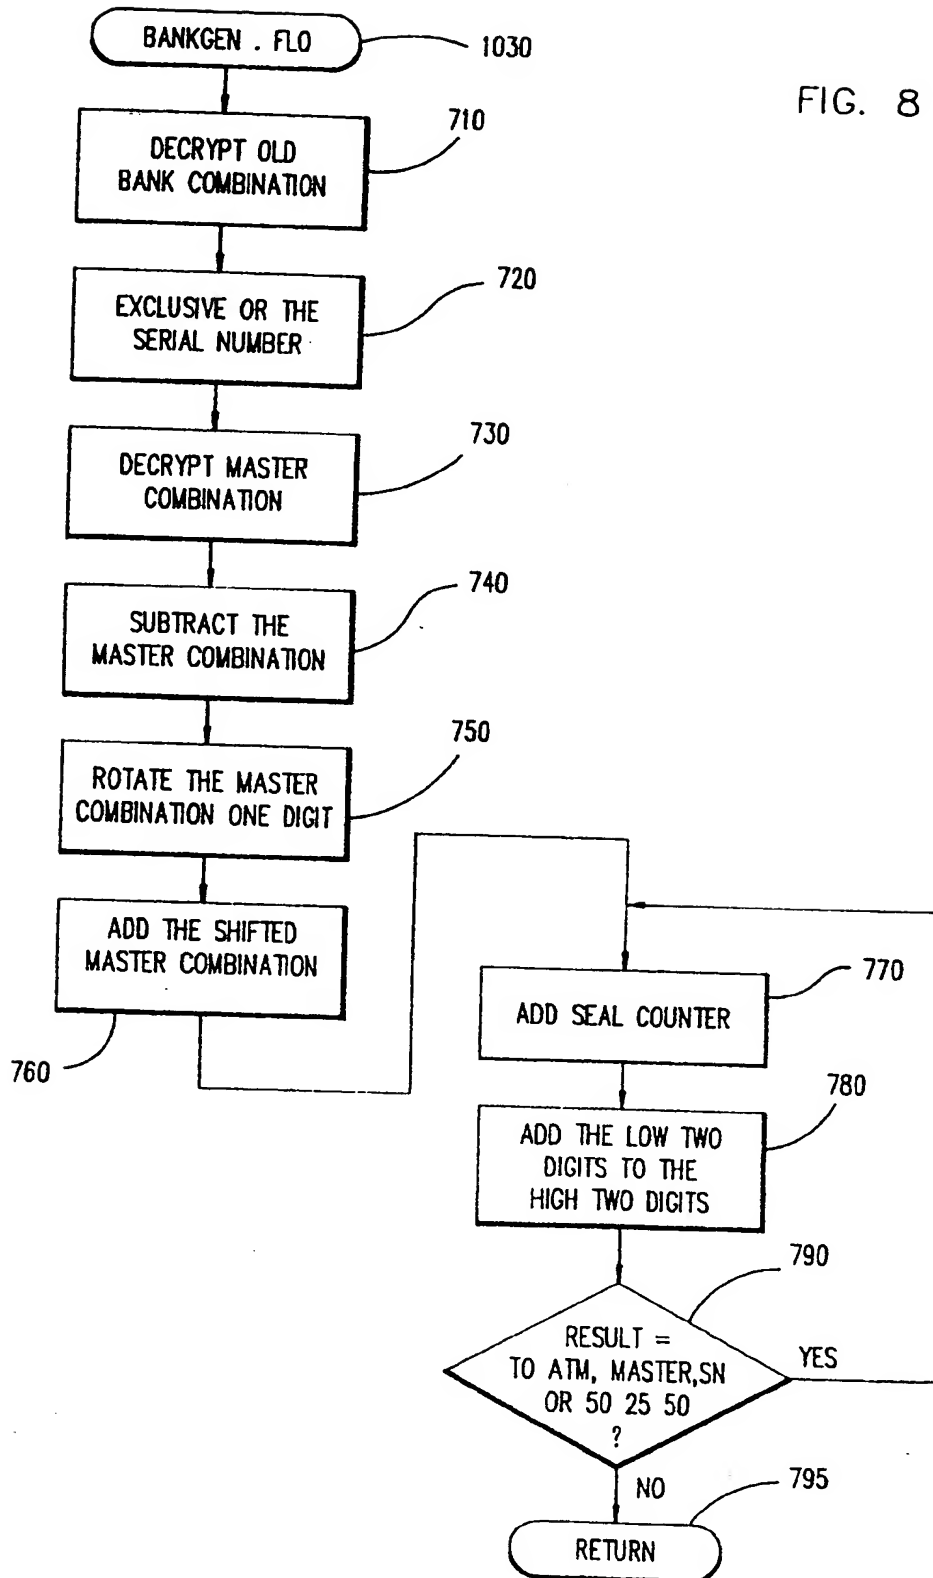 BANKGEN . FLO
1030
FIG. 8
710
DECRYPT OLD
BANK COMBINATION
720
EXCLUSIVE OR THE
SERIAL NUMBER
730
DECRYPT MASTER
COMBINATION
740
SUBTRACT THE
MASTER COMBINATION
750
ROTATE THE MASTER
COMBINATION ONE DIGIT
ADD THE SHIFTED
MASTER COMBINATION
760
770
ADD SEAL COUNTER
780
ADD THE LOW TWO
DIGITS TO THE
HIGH TWO DIGITS
790
RESULT =
TO ATM, MASTER,SN
OR 50 25 50
?
YES
NO
795
RETURN